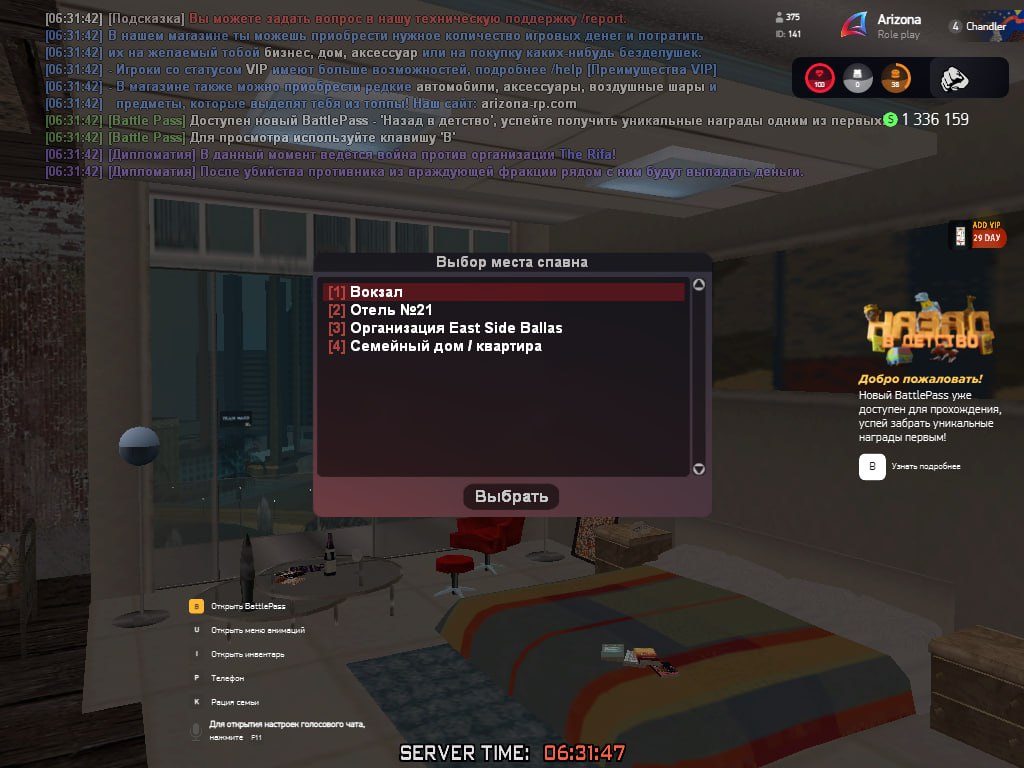 [06:31:42] [Подсказка] Вы можете задать вопрос в нашу техническую поддержку /report.
[06:31:42] В нашем магазине ты можешь приобрести нужное количество игровых денег и потратить
[06:31:42] их на желаемый тобой бизнес, дом, аксессуар или на покупку каких-нибудь безделушек.
[06:31:42] - Игроки со статусом VIP имеют больше возможностей, подробнее /help [Преимущества VIP]
[06:31:42] В магазине также можно приобрести редкие автомобили, аксессуары, воздушные шары и
[06:31:42] предметы, которые выделят тебя из толпы! Наш сайт: arizona-rp.com
[06:31:42] [Battle Pass] Доступен новый BattlePass - 'Назад в детство', успейте получить уникальные награды одним из первых
[06:31:42] [Battle Pass] Для просмотра используйте клавишу 'B'
[06:31:42] [Дипломатия] В данный момент ведется война против организации The Rifa!
[06:31:42] [Дипломатия] После убийства противника из враждующей фракции рядом с ним будут выпадать деньги.
375
ID: 141
Arizona
Role play
4 Chandler
100
0
38
S 1 336 159
ADD VIP
29 DAY
Выбор места спавна
[1] Вокзал
[2] Отель №21
[3] Организация East Side Ballas
[4] Семейный дом / квартира
Выбрать
НАЗАД
В ДЕТСТВО
Добро пожаловать!
Новый BattlePass уже
доступен для прохождения,
успей забрать уникальные
награды первым!
B Узнать подробнее
B Открыть BattlePass
U Открыть меню анимаций
I Открыть инвентарь
P Телефон
K Рация семьи
Для открытия настроек голосового чата,
нажмите F11
SERVER TIME: 06:31:47